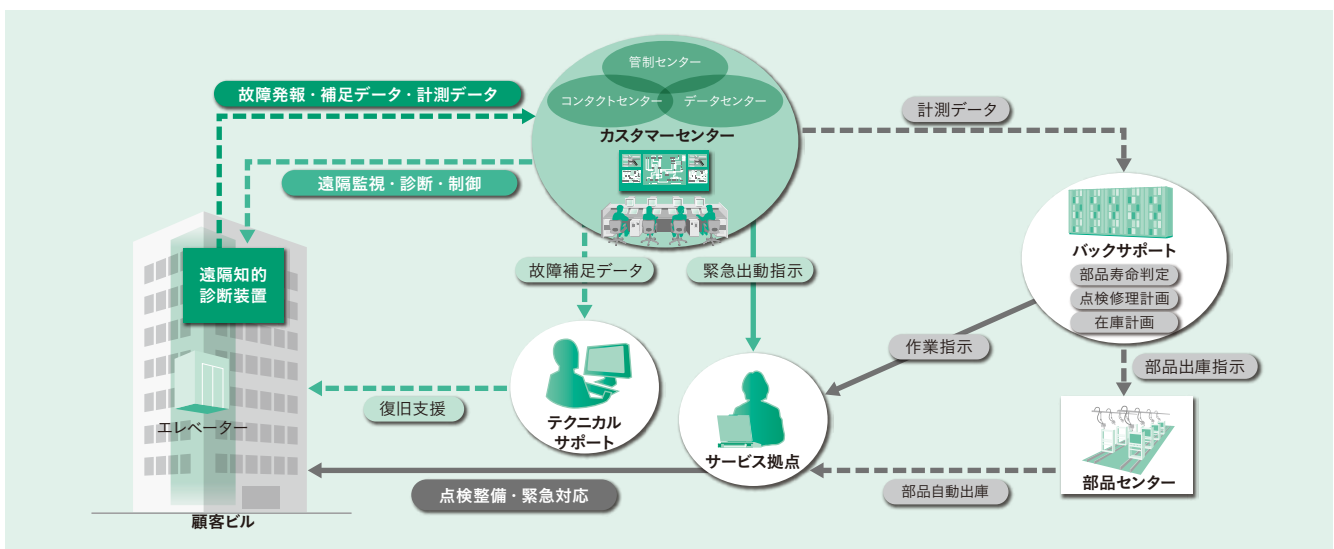 管制センター
コンタクトセンター
データセンター
カスタマーセンター
故障発報・補足データ・計測データ
遠隔監視・診断・制御
計測データ
遠隔知的
診断装置
故障補足データ
緊急出動指示
バックサポート
部品寿命判定
点検修理計画
在庫計画
作業指示
部品出庫指示
復旧支援
エレベーター
テクニカル
サポート
サービス拠点
部品センター
点検整備・緊急対応
部品自動出庫
顧客ビル